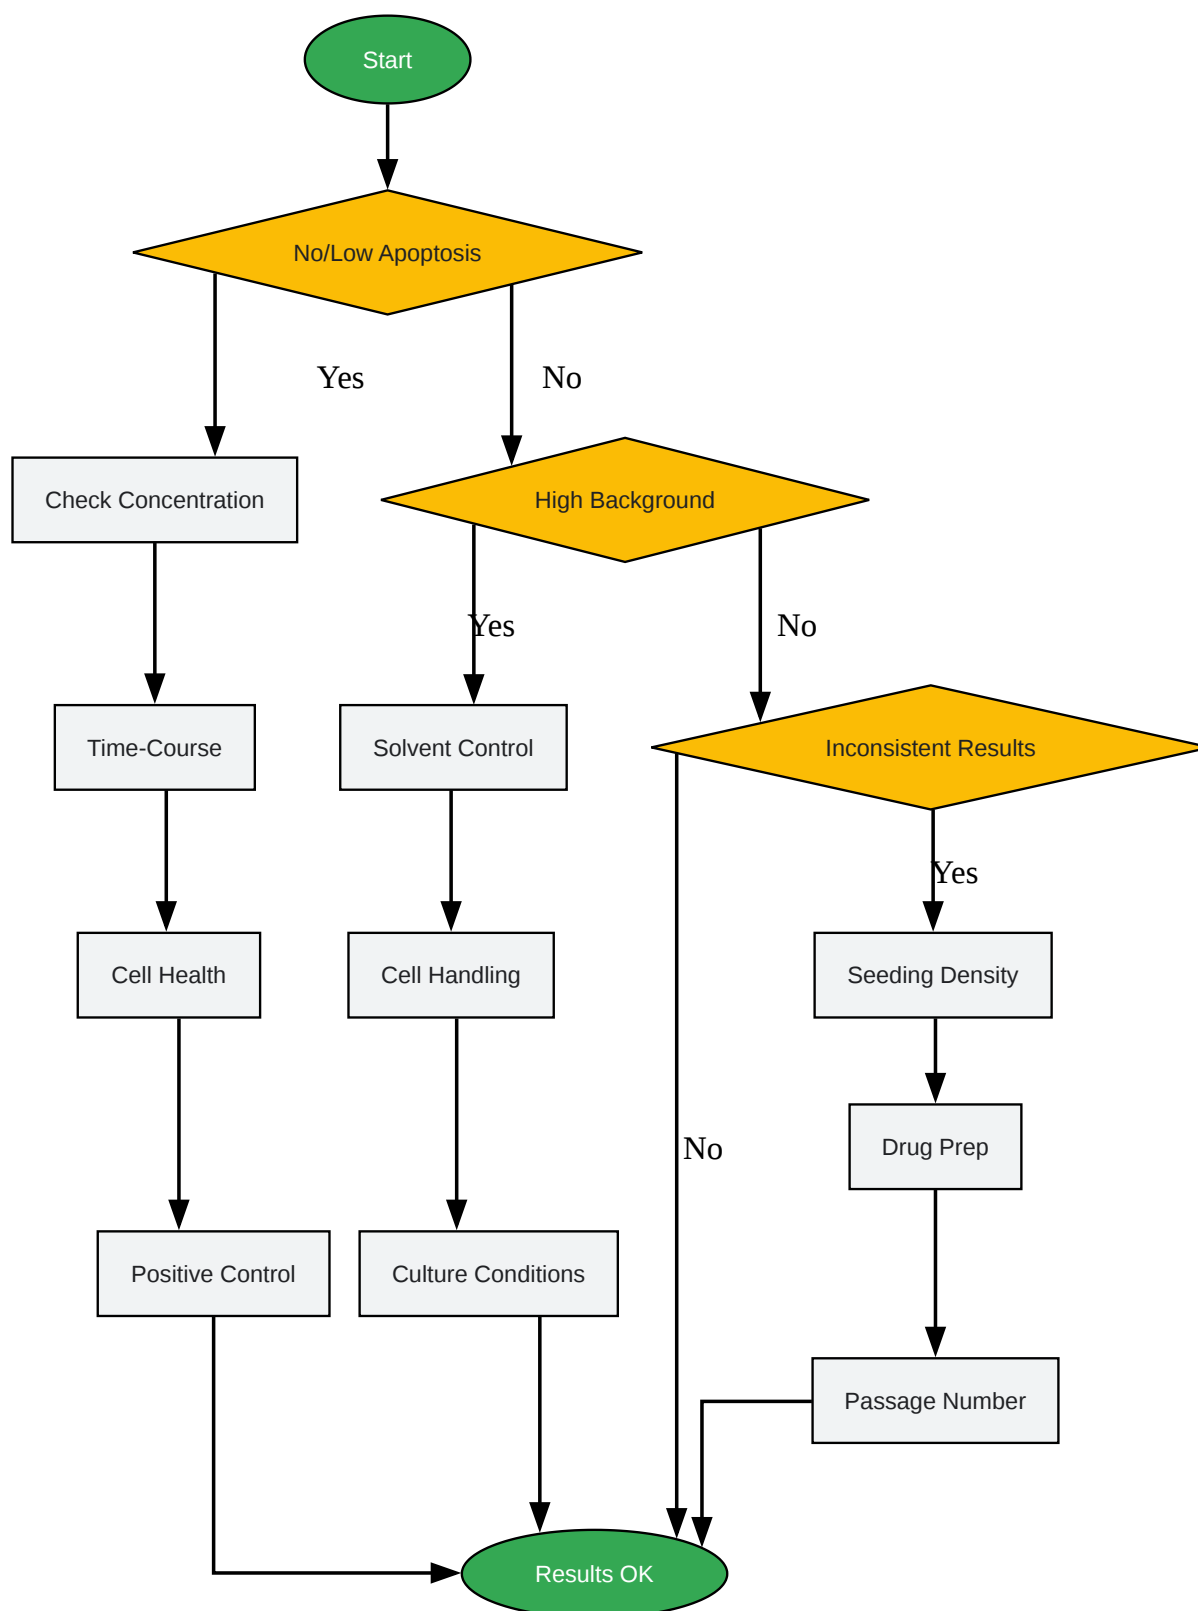 Start
No/Low Apoptosis
Yes
No
Check Concentration
High Background
Yes
No
Time-Course
Solvent Control
Inconsistent Results
Yes
Cell Health
Cell Handling
Seeding Density
No
Drug Prep
Positive Control
Culture Conditions
Passage Number
Results OK